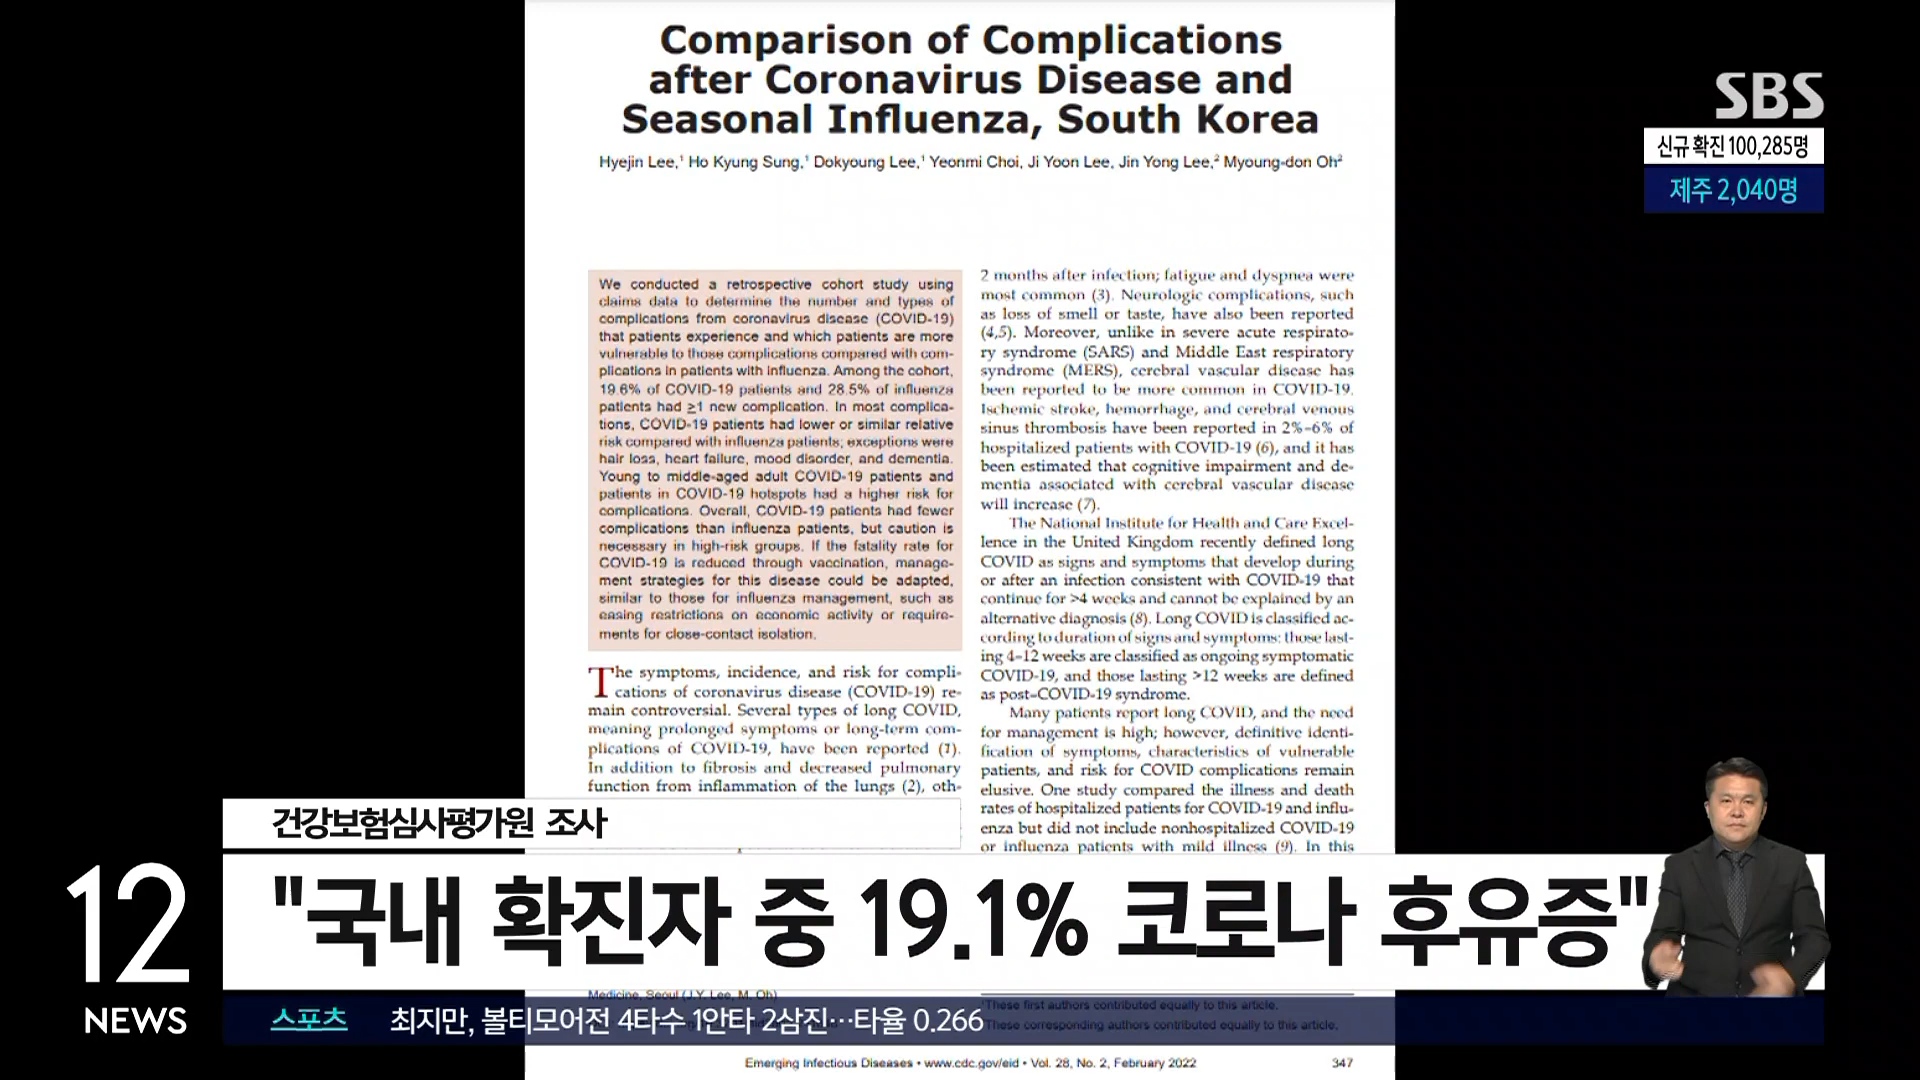 Comparison of Complications
after Coronavirus Disease and
Seasonal Influenza, South Korea
Hyejin Lee,¹ Ho Kyung Sung,¹ Dokyoung Lee,¹ Yeonmi Choi, Ji Yoon Lee, Jin Yong Lee,² Myoung-don Oh²
SBS
신규 확진 100,285명
제주 2,040명
We conducted a retrospective cohort study using
claims data to determine the number and types of
complications from coronavirus disease (COVID-19)
that patients experience and which patients are more
vulnerable to those complications compared with com-
plications in patients with influenza. Among the cohort,
19.6% of COVID-19 patients and 28.5% of influenza
patients had ≥1 new complication. In most complica-
tions, COVID-19 patients had lower or similar relative
risk compared with influenza patients; exceptions were
hair loss, heart failure, mood disorder, and dementia.
Young to middle-aged adult COVID-19 patients and
patients in COVID-19 hotspots had a higher risk for
complications. Overall, COVID-19 patients had fewer
complications than influenza patients, but caution is
necessary in high-risk groups. If the fatality rate for
COVID-19 is reduced through vaccination, manage-
ment strategies for this disease could be adapted,
similar to those for influenza management, such as
easing restrictions on economic activity or require-
ments for close-contact isolation.
The symptoms, incidence, and risk for compli-
cations of coronavirus disease (COVID-19) re-
main controversial. Several types of long COVID,
meaning prolonged symptoms or long-term com-
plications of COVID-19, have been reported (1).
In addition to fibrosis and decreased pulmonary
function from inflammation of the lungs (2), oth-
2 months after infection; fatigue and dyspnea were
most common (3). Neurologic complications, such
as loss of smell or taste, have also been reported
(4,5). Moreover, unlike in severe acute respirato-
ry syndrome (SARS) and Middle East respiratory
syndrome (MERS), cerebral vascular disease has
been reported to be more common in COVID-19.
Ischemic stroke, hemorrhage, and cerebral venous
sinus thrombosis have been reported in 2%–6% of
hospitalized patients with COVID-19 (6), and it has
been estimated that cognitive impairment and de-
mentia associated with cerebral vascular disease
will increase (7).
The National Institute for Health and Care Excel-
lence in the United Kingdom recently defined long
COVID as signs and symptoms that develop during
or after an infection consistent with COVID-19 that
continue for >4 weeks and cannot be explained by an
alternative diagnosis (8). Long COVID is classified ac-
cording to duration of signs and symptoms: those last-
ing 4–12 weeks are classified as ongoing symptomatic
COVID-19, and those lasting >12 weeks are defined
as post–COVID-19 syndrome.
Many patients report long COVID, and the need
for management is high; however, definitive identi-
fication of symptoms, characteristics of vulnerable
patients, and risk for COVID complications remain
elusive. One study compared the illness and death
rates of hospitalized patients for COVID-19 and influ-
enza but did not include nonhospitalized COVID-19
or influenza patients with mild illness (9). In this
건강보험심사평가원 조사
"국내 확진자 중 19.1% 코로나 후유증"
12
NEWS
Medicine, Seoul (J.Y. Lee, M. Oh)
¹These first authors contributed equally to this article.
²These corresponding authors contributed equally to this article.
스포츠 최지만, 볼티모어전 4타수 1안타 2삼진…타율 0.266
Emerging Infectious Diseases • www.cdc.gov/eid • Vol. 28, No. 2, February 2022 347